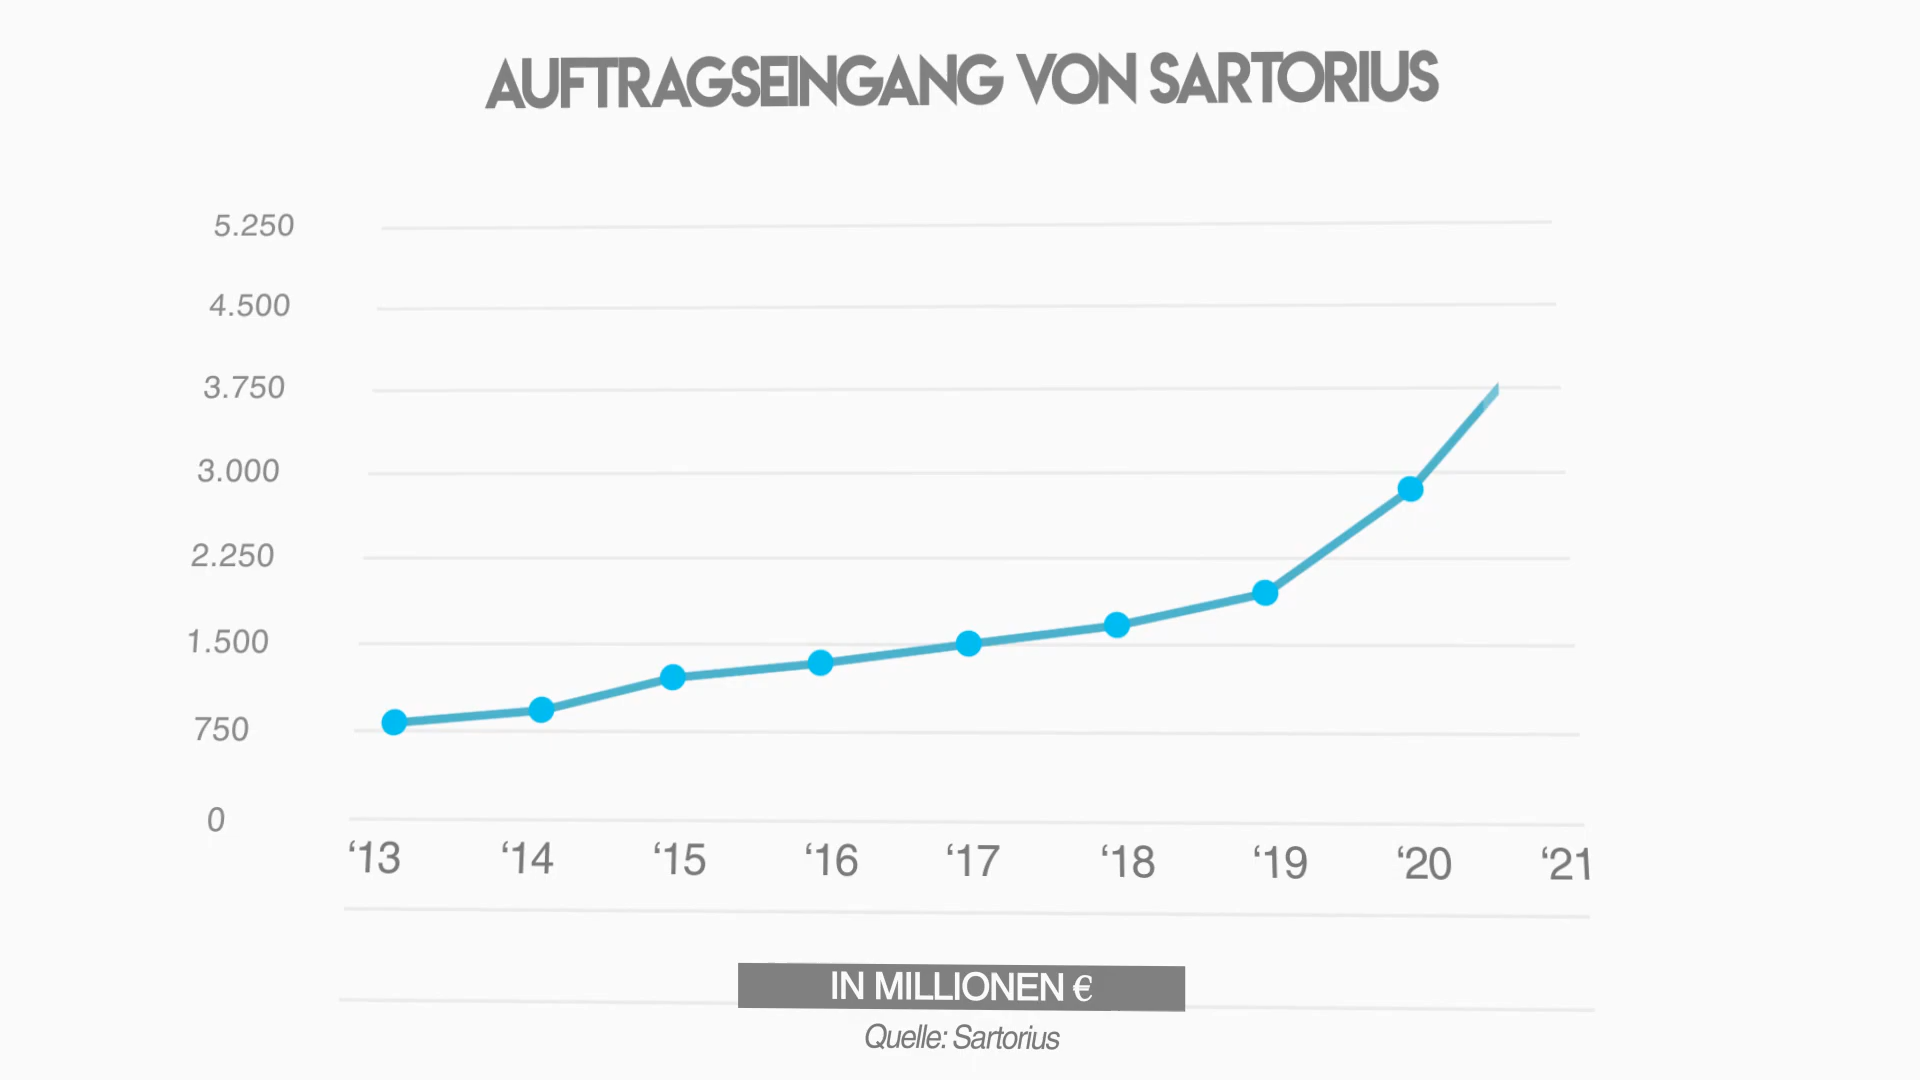 AUFTRAGSEINGANG VON SARTORIUS
5.250
4.500
3.750
3.000
2.250
1.500
750
0
‘13 ‘14 ‘15 ‘16 ‘17 ‘18 ‘19 ‘20 ‘21
IN MILLIONEN €
Quelle: Sartorius